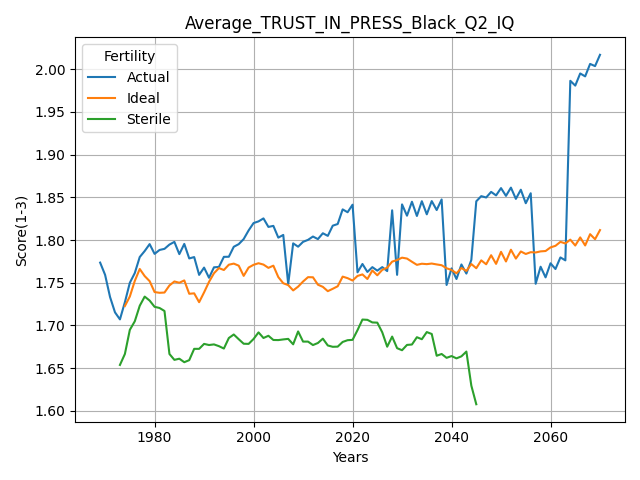 Average_TRUST_IN_PRESS_Black_Q2_IQ
Fertility
Actual
Ideal
Sterile
Score(1-3)
2.00
1.95
1.90
1.85
1.80
1.75
1.70
1.65
1.60
1980 2000 2020 2040 2060
Years